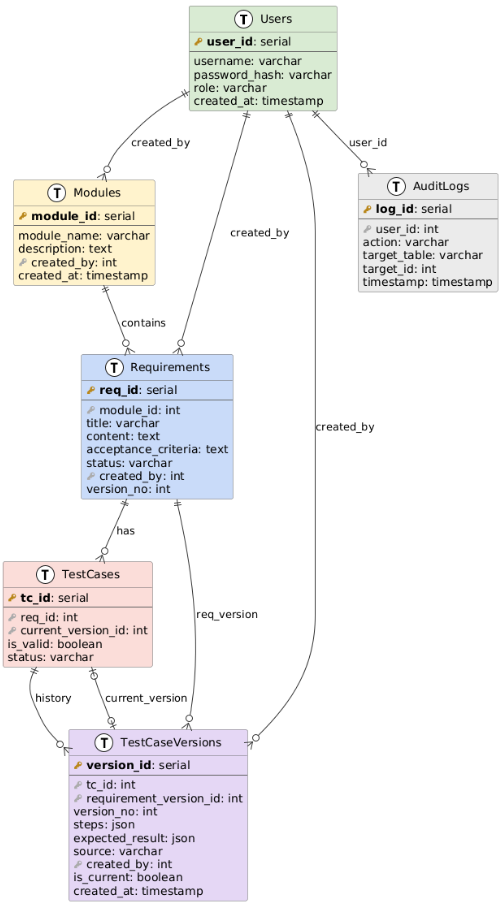 T Users
user_id: serial
username: varchar
password_hash: varchar
role: varchar
created_at: timestamp
created_by
user_id
T Modules
module_id: serial
module_name: varchar
description: text
created_by: int
created_at: timestamp
T AuditLogs
log_id: serial
user_id: int
action: varchar
target_table: varchar
target_id: int
timestamp: timestamp
created_by
contains
T Requirements
req_id: serial
module_id: int
title: varchar
content: text
acceptance_criteria: text
status: varchar
created_by: int
version_no: int
created_by
has
T TestCases
tc_id: serial
req_id: int
current_version_id: int
is_valid: boolean
status: varchar
req_version
history
current_version
T TestCaseVersions
version_id: serial
tc_id: int
requirement_version_id: int
version_no: int
steps: json
expected_result: json
source: varchar
created_by: int
is_current: boolean
created_at: timestamp